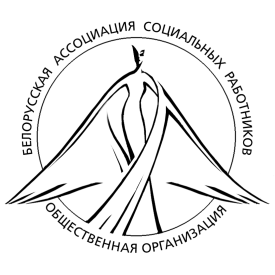 БЕЛОРУССКАЯ АССОЦИАЦИЯ СОЦИАЛЬНЫХ РАБОТНИКОВ
ОБЩЕСТВЕННАЯ ОРГАНИЗАЦИЯ